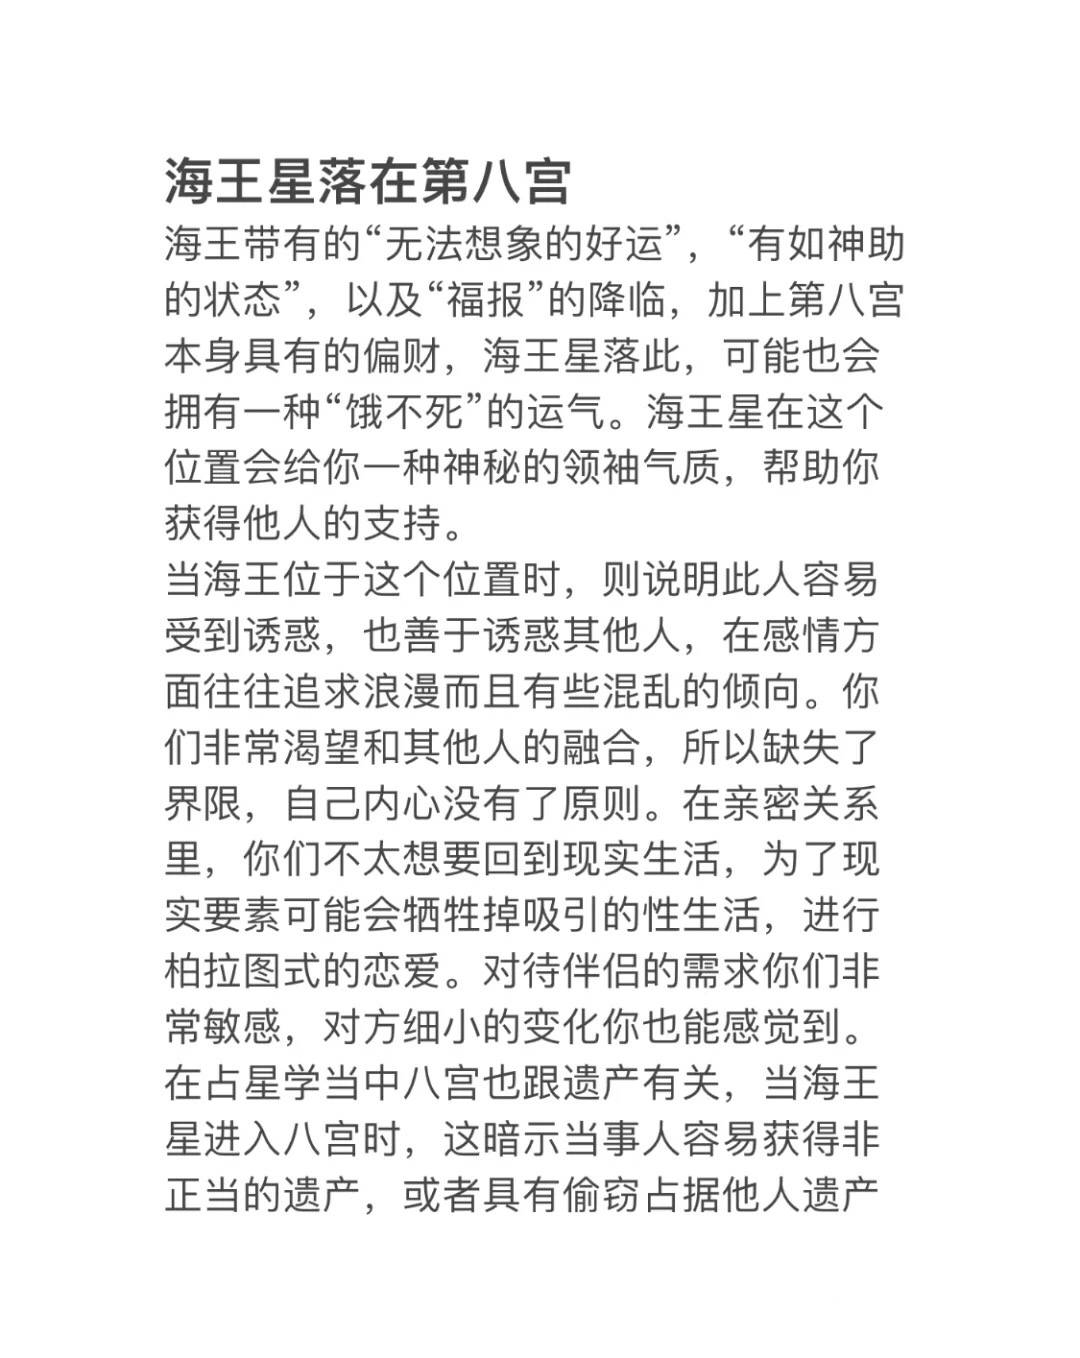 海王星落在第八宫
海王带有的“无法想象的好运”，“有如神助
的状态”，以及“福报”的降临，加上第八宫
本身具有的偏财，海王星落此，可能也会
拥有一种“饿不死”的运气。海王星在这个
位置会给你一种神秘的领袖气质，帮助你
获得他人的支持。
当海王位于这个位置时，则说明此人容易
受到诱惑，也善于诱惑其他人，在感情方
面往往追求浪漫而且有些混乱的倾向。你
们非常渴望和其他人的融合，所以缺失了
界限，自己内心没有了原则。在亲密关系
里，你们不太想要回到现实生活，为了现
实要素可能会牺牲掉吸引的性生活，进行
柏拉图式的恋爱。对待伴侣的需求你们非
常敏感，对方细小的变化你也能感觉到。
在占星学当中八宫也跟遗产有关，当海王
星进入八宫时，这暗示当事人容易获得非
正当的遗产，或者具有偷窃占据他人遗产